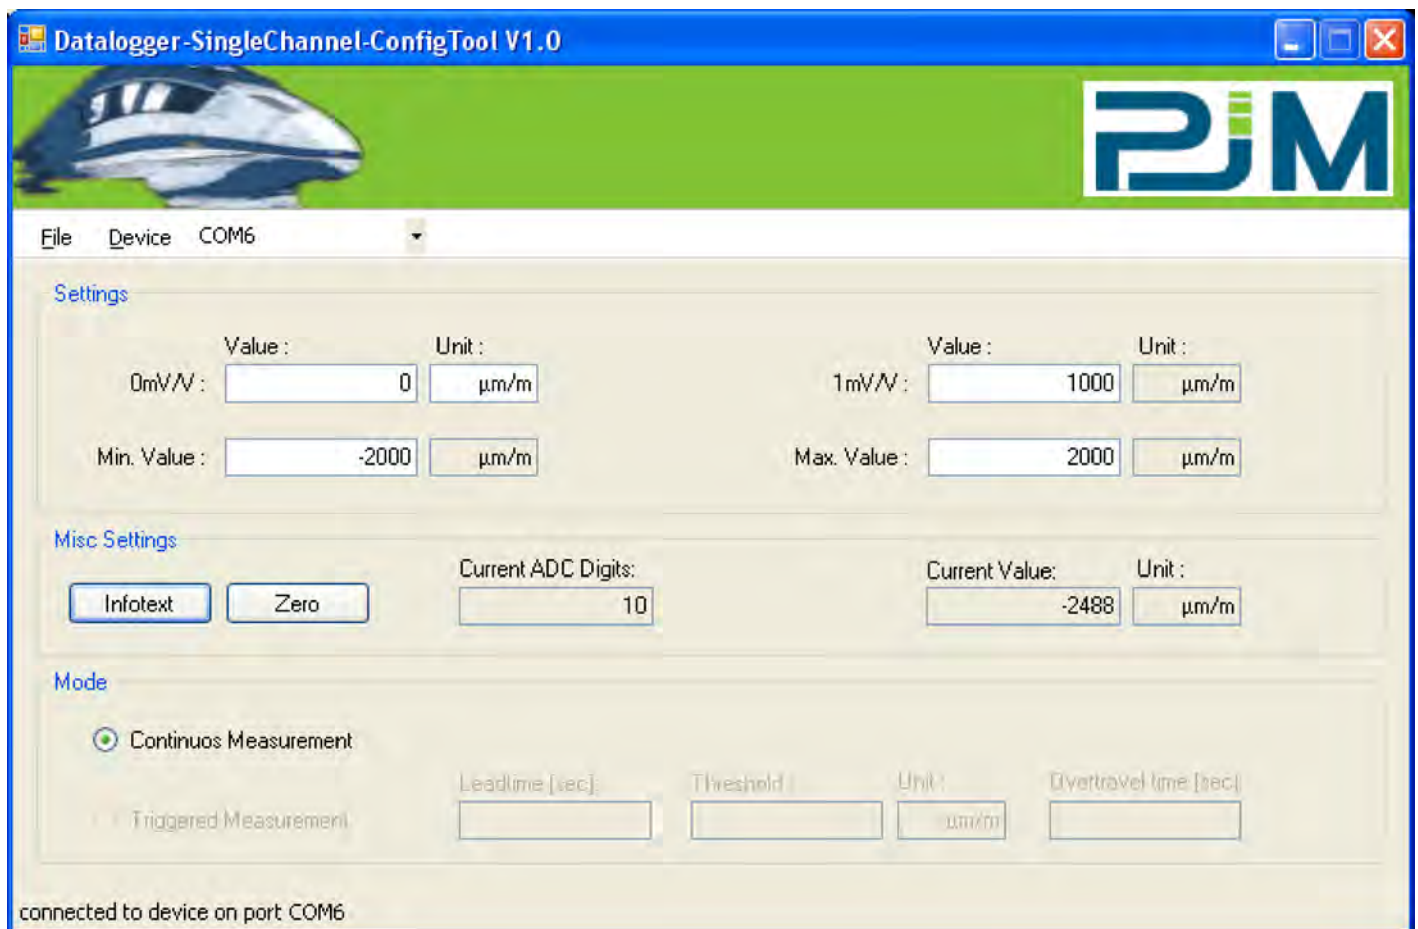 Datalogger-SingleChannel-ConfigTool V1.0
PJM
File Device COM6
Settings
Value : Unit : Value : Unit :
0mV/V : 0 µm/m 1mV/V : 1000 µm/m
Min. Value : -2000 µm/m Max. Value : 2000 µm/m
Misc Settings
Current ADC Digits: Current Value: Unit :
Infotext Zero 10 -2488 µm/m
Mode
Continuos Measurement
Leadtime [sec]: Threshold : Unit : Overtravel time [sec]:
Triggered Measurement µm/m
connected to device on port COM6